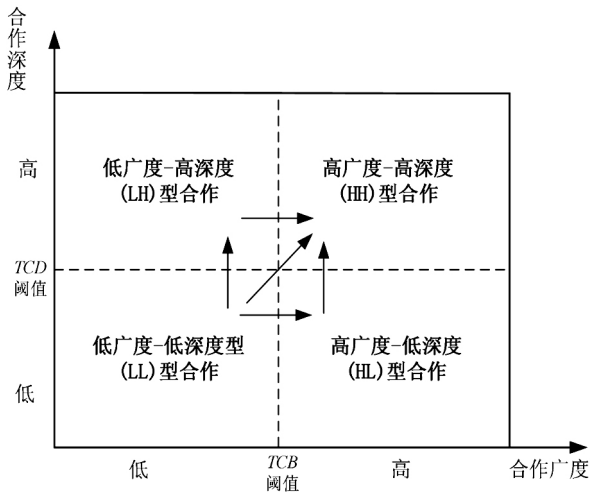 合作深度
低广度-高深度
(LH)型合作
高广度-高深度
(HH)型合作
高
TCD
阈值
低广度-低深度型
(LL)型合作
高广度-低深度
(HL)型合作
低
低
TCB
阈值
高
合作广度